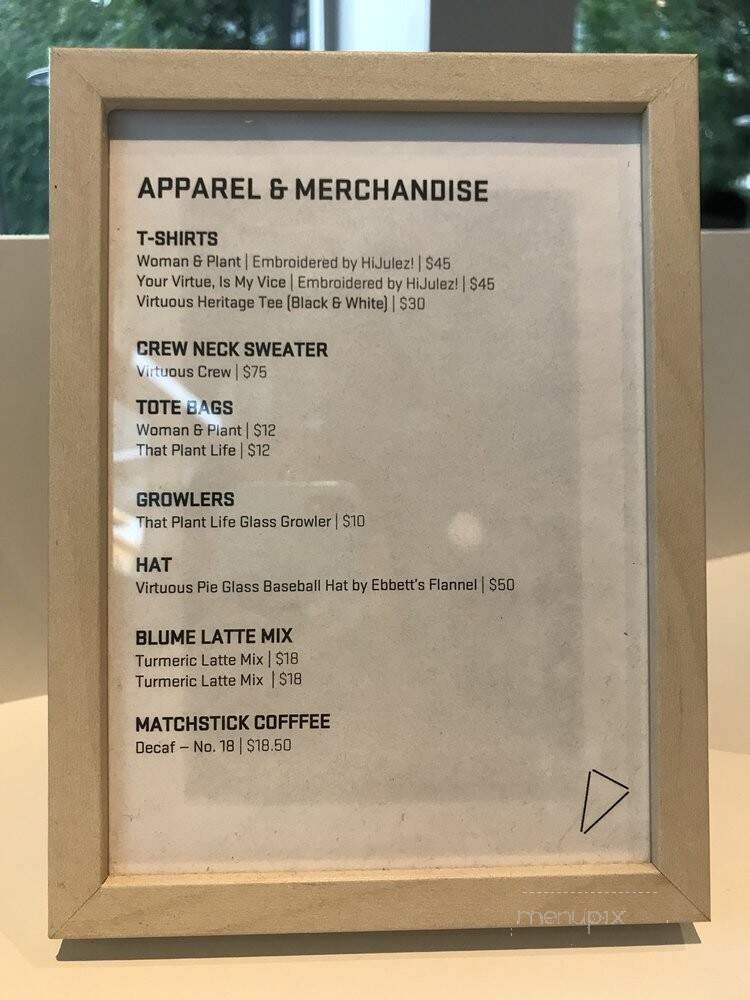 APPAREL & MERCHANDISE
T-SHIRTS
Woman & Plant | Embroidered by HiJulez! | $45
Your Virtue, Is My Vice | Embroidered by HiJulez! | $45
Virtuous Heritage Tee (Black & White) | $30
CREW NECK SWEATER
Virtuous Crew | $75
TOTE BAGS
Woman & Plant | $12
That Plant Life | $12
GROWLERS
That Plant Life Glass Growler | $10
HAT
Virtuous Pie Glass Baseball Hat by Ebbett's Flannel | $50
BLUME LATTE MIX
Turmeric Latte Mix | $18
Turmeric Latte Mix | $18
MATCHSTICK COFFFEE
Decaf – No. 18 | $18.50
menupix